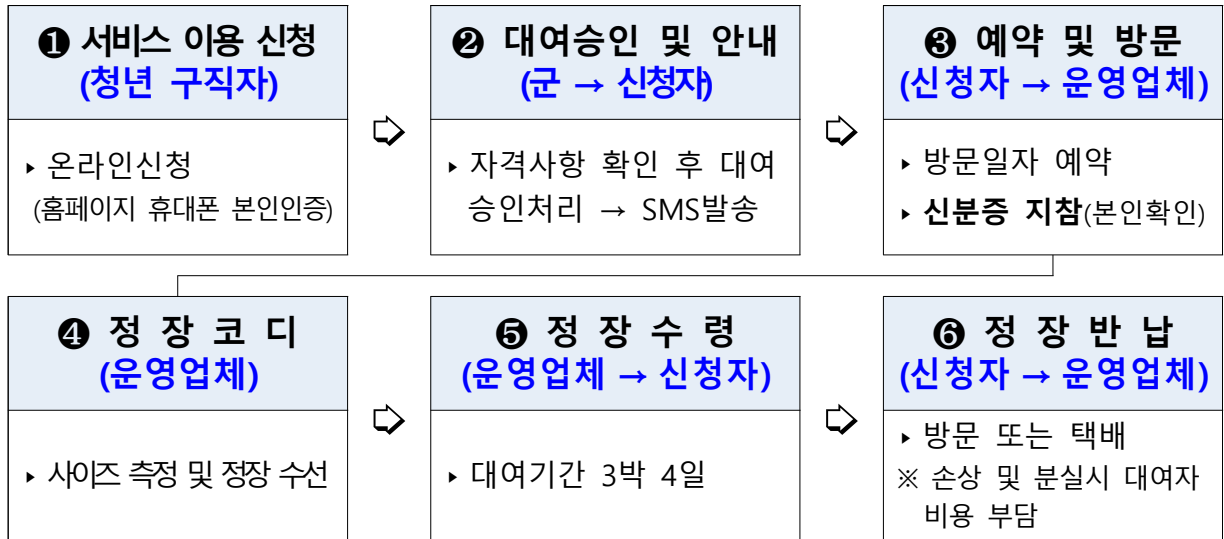 ❶ 서비스 이용 신청
(청년 구직자)
▸ 온라인신청
(홈페이지 휴대폰 본인인증)
❷ 대여승인 및 안내
(군 → 신청자)
▸ 자격사항 확인 후 대여
승인처리 → SMS발송
❸ 예약 및 방문
(신청자 → 운영업체)
▸ 방문일자 예약
▸ 신분증 지참(본인확인)
❹ 정 장 코 디
(운영업체)
▸ 사이즈 측정 및 정장 수선
❺ 정 장 수 령
(운영업체 → 신청자)
▸ 대여기간 3박 4일
❻ 정 장 반 납
(신청자 → 운영업체)
▸ 방문 또는 택배
※ 손상 및 분실시 대여자
비용 부담